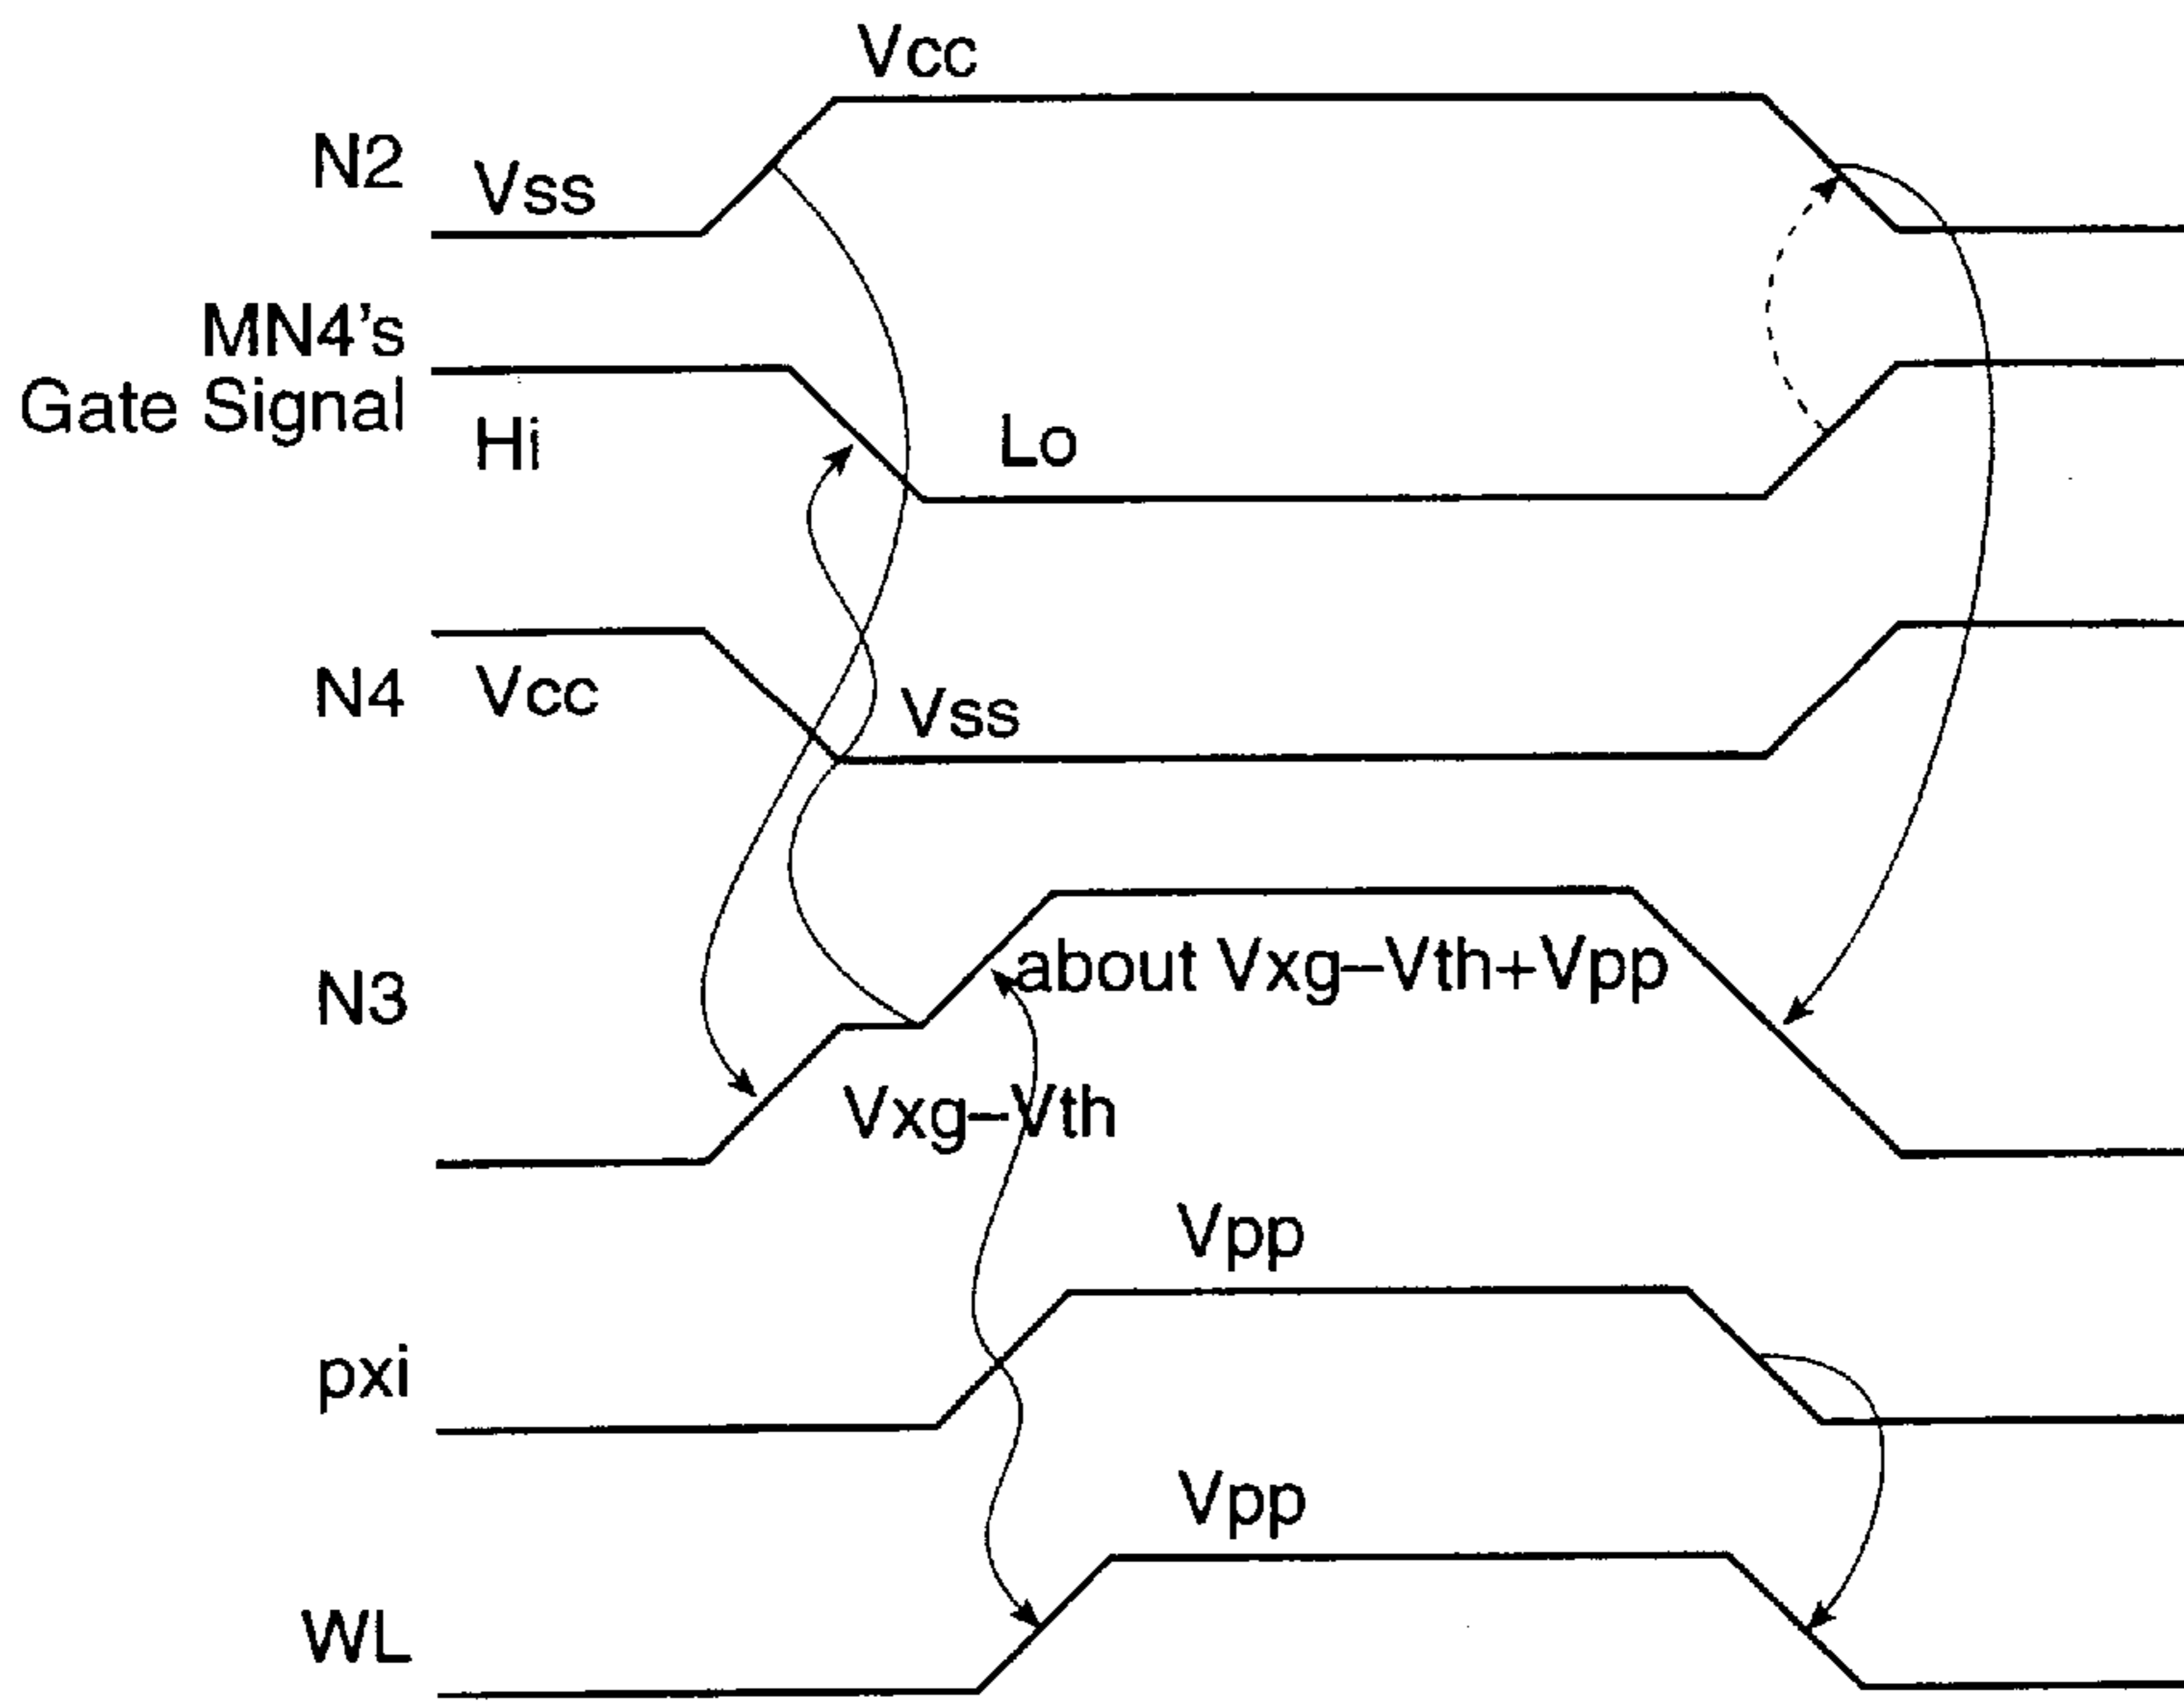 Vcc
N2
Vss
MN4's
Gate Signal
Hi
Lo
N4
Vcc
Vss
N3
about Vxg–Vth+Vpp
Vxg–Vth
Vpp
pxi
Vpp
WL